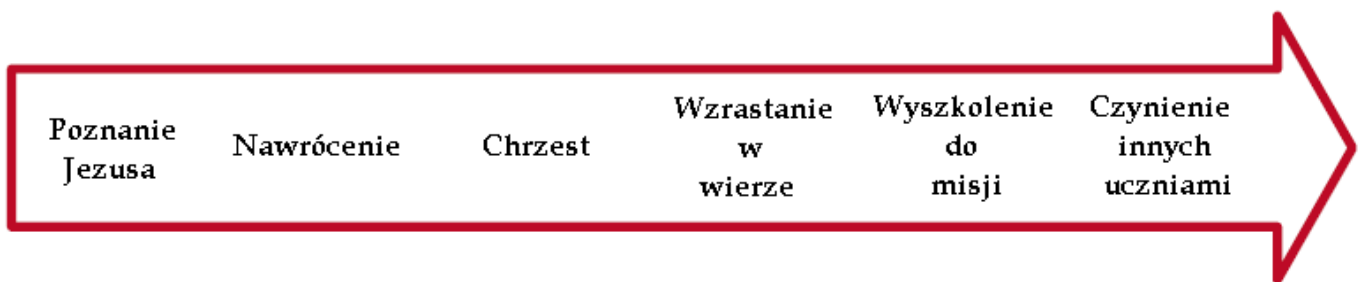 Poznanie
Jezusa
Nawrócenie
Chrzest
Wzrastanie
w
wierze
Wyszkolenie
do
misji
Czynienie
innych
uczniami